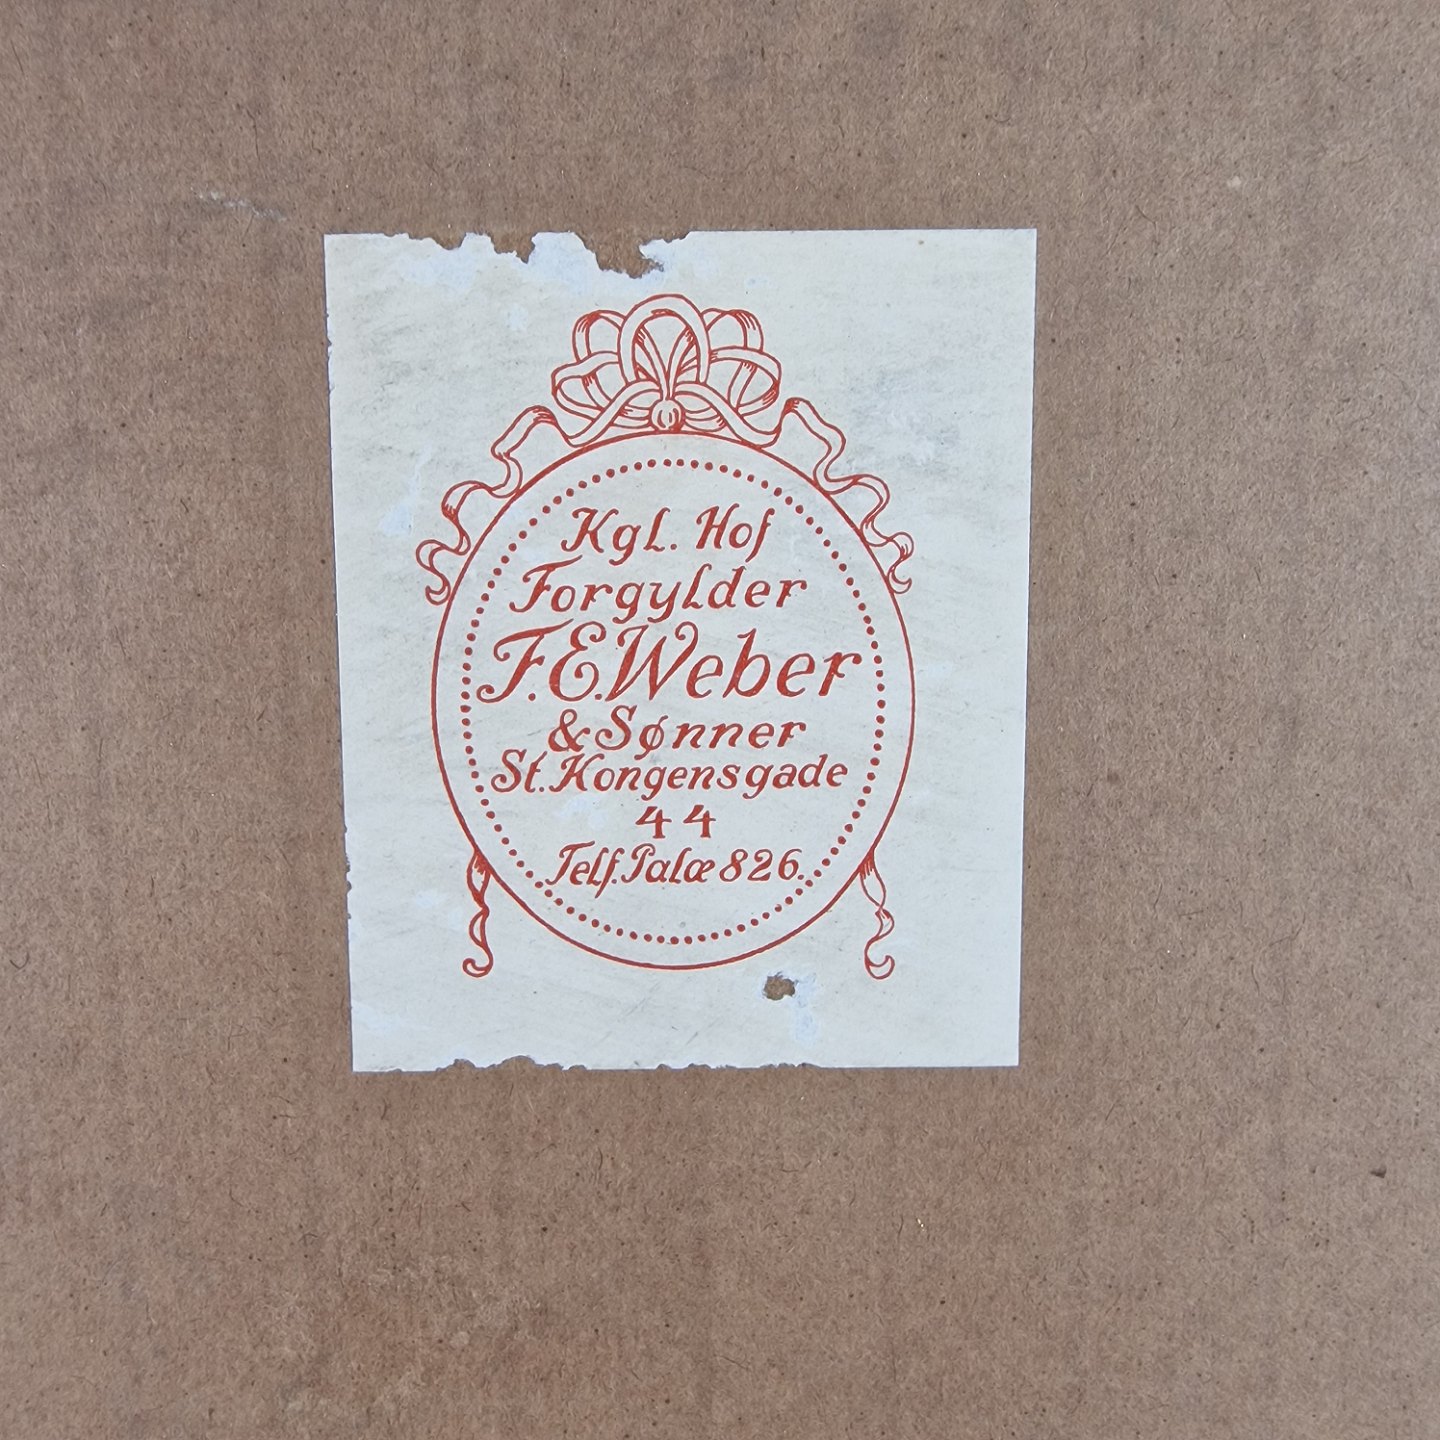 Kgl. Hof
Forgylder
F.E. Weber
& Sønner
St. Kongensgade
44
Telf. Palæ 826.